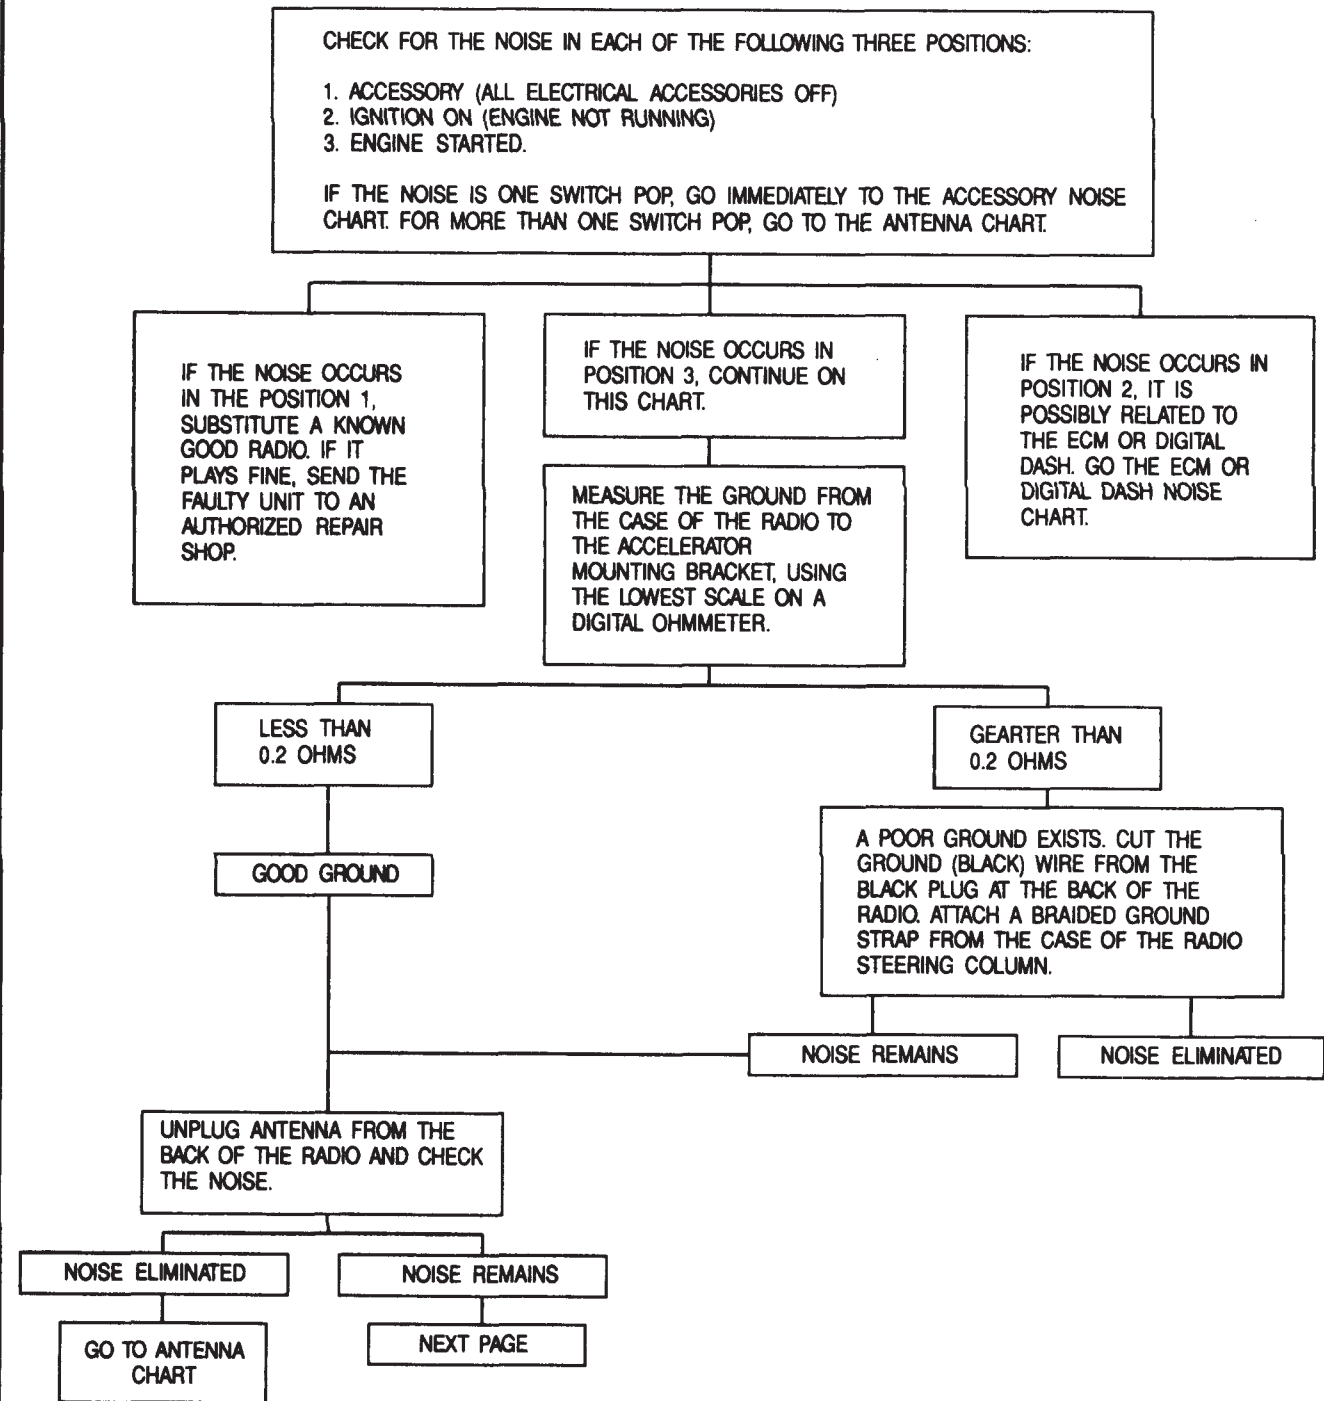 CHECK FOR THE NOISE IN EACH OF THE FOLLOWING THREE POSITIONS:
1. ACCESSORY (ALL ELECTRICAL ACCESSORIES OFF)
2. IGNITION ON (ENGINE NOT RUNNING)
3. ENGINE STARTED.
IF THE NOISE IS ONE SWITCH POP, GO IMMEDIATELY TO THE ACCESSORY NOISE
CHART. FOR MORE THAN ONE SWITCH POP, GO TO THE ANTENNA CHART.
IF THE NOISE OCCURS
IN THE POSITION 1,
SUBSTITUTE A KNOWN
GOOD RADIO. IF IT
PLAYS FINE, SEND THE
FAULTY UNIT TO AN
AUTHORIZED REPAIR
SHOP.
IF THE NOISE OCCURS IN
POSITION 3, CONTINUE ON
THIS CHART.
IF THE NOISE OCCURS IN
POSITION 2, IT IS
POSSIBLY RELATED TO
THE ECM OR DIGITAL
DASH. GO THE ECM OR
DIGITAL DASH NOISE
CHART.
MEASURE THE GROUND FROM
THE CASE OF THE RADIO TO
THE ACCELERATOR
MOUNTING BRACKET, USING
THE LOWEST SCALE ON A
DIGITAL OHMMETER.
LESS THAN
0.2 OHMS
GEARTER THAN
0.2 OHMS
GOOD GROUND
A POOR GROUND EXISTS. CUT THE
GROUND (BLACK) WIRE FROM THE
BLACK PLUG AT THE BACK OF THE
RADIO. ATTACH A BRAIDED GROUND
STRAP FROM THE CASE OF THE RADIO
STEERING COLUMN.
NOISE REMAINS
NOISE ELIMINATED
UNPLUG ANTENNA FROM THE
BACK OF THE RADIO AND CHECK
THE NOISE.
NOISE ELIMINATED
NOISE REMAINS
GO TO ANTENNA
CHART
NEXT PAGE